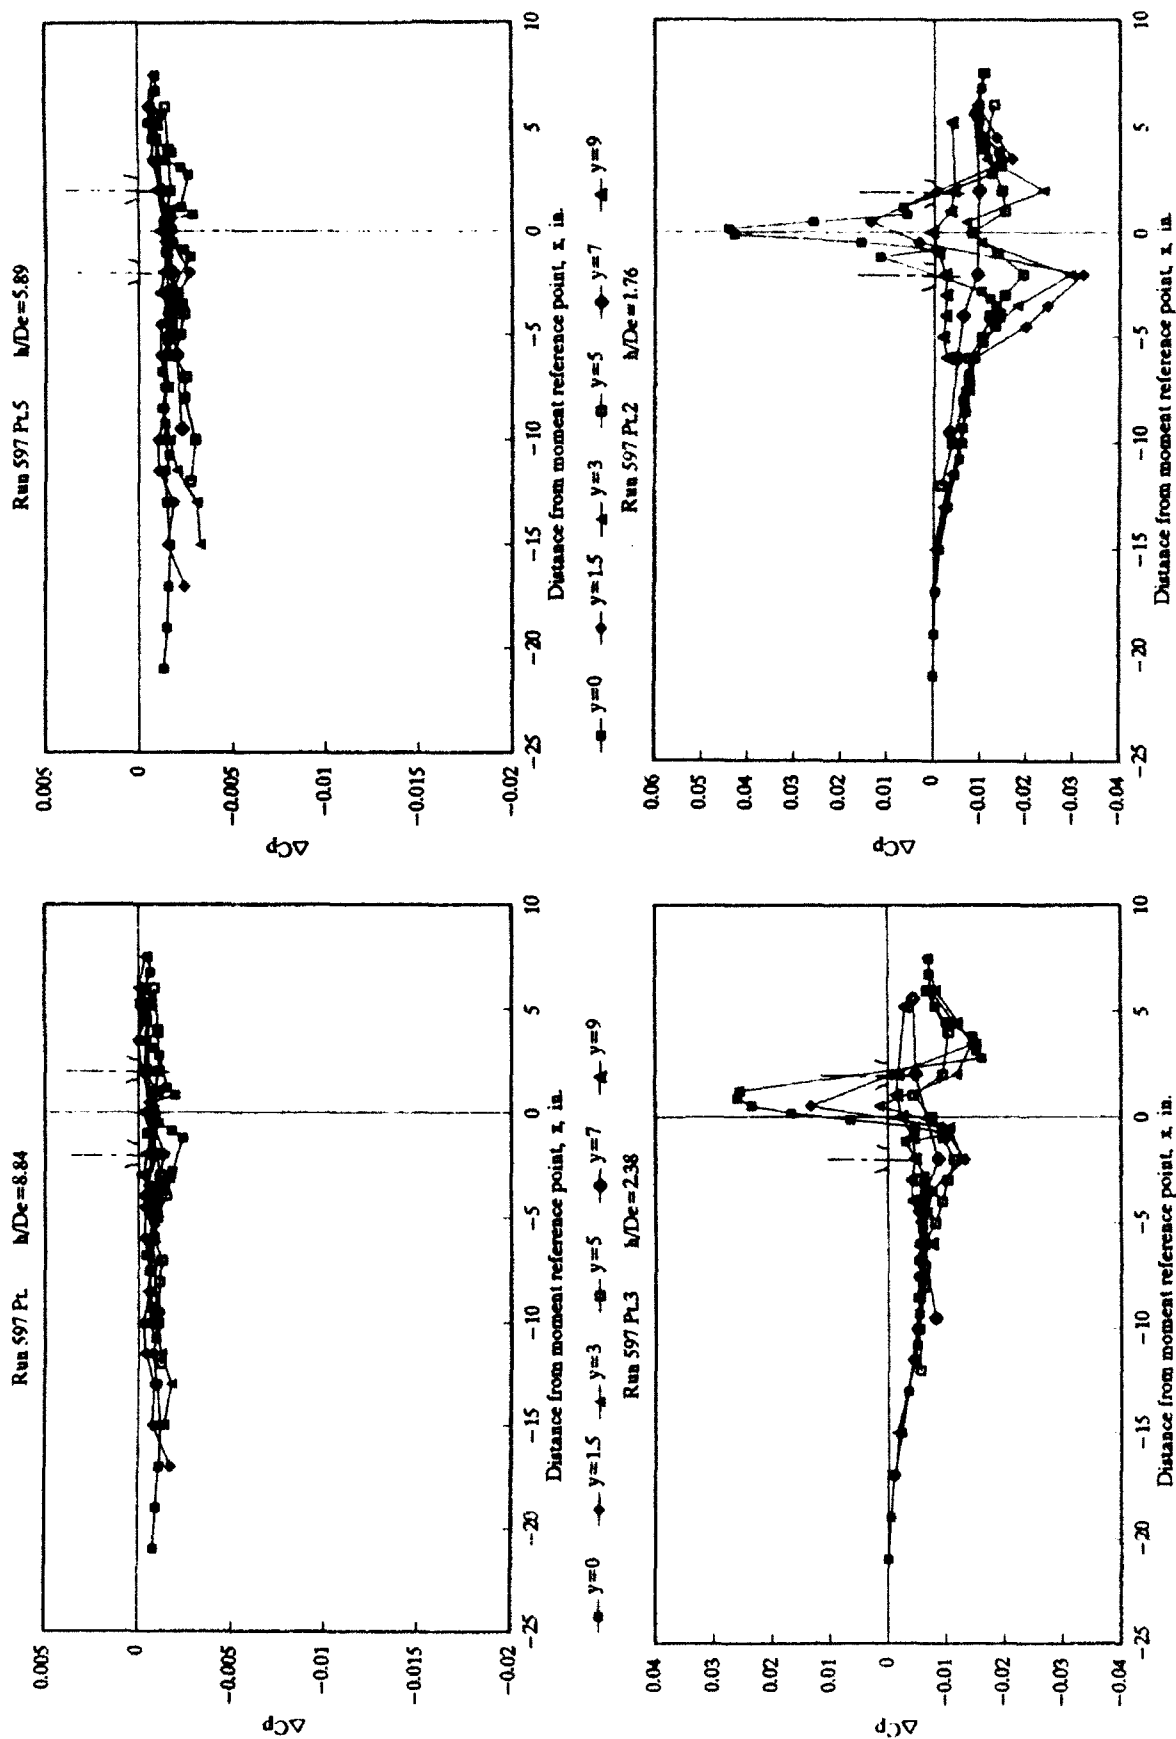 Run 597 Pt. h/De=8.84
0.005
0
−0.005
−0.01
−0.015
−0.02
ΔCp
−25 −20 −15 −10 −5 0 5 10
Distance from moment reference point, x, in.
Run 597 Pt.5 h/De=5.89
0.005
0
−0.005
−0.01
−0.015
−0.02
ΔCp
−25 −20 −15 −10 −5 0 5 10
Distance from moment reference point, x, in.
y=0 y=1.5 y=3 y=5 y=7 y=9
y=0 y=1.5 y=3 y=5 y=7 y=9
Run 597 Pt.3 h/De=2.38
0.04
0.03
0.02
0.01
0
−0.01
−0.02
−0.03
−0.04
ΔCp
−25 −20 −15 −10 −5 0 5 10
Distance from moment reference point, x, in.
Run 597 Pt.2 h/De=1.76
0.06
0.05
0.04
0.03
0.02
0.01
0
−0.01
−0.02
−0.03
−0.04
ΔCp
−25 −20 −15 −10 −5 0 5 10
Distance from moment reference point, x, in.